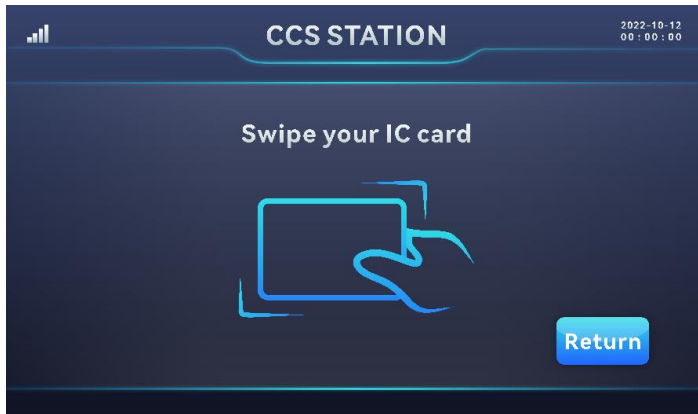 CCS STATION
2022-10-12
00:00:00
Swipe your IC card
Return